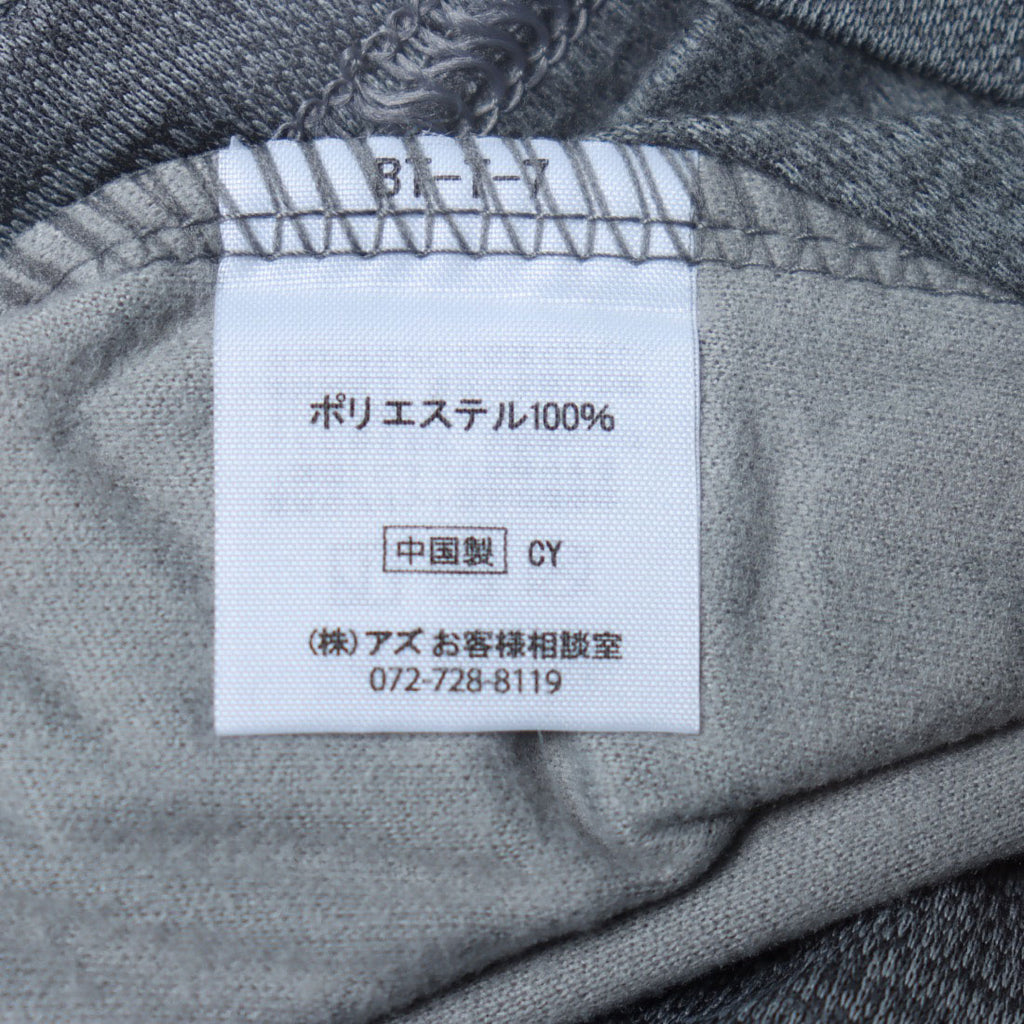 ポリエステル100%
中国製 CY
(株)アズ お客様相談室
072-728-8119